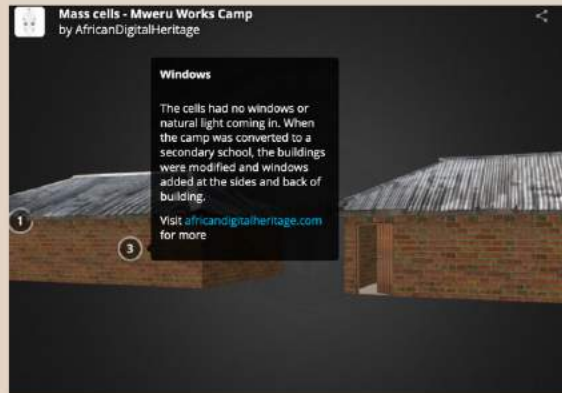 Mass cells - Mweru Works Camp
by AfricanDigitalHeritage
Windows
The cells had no windows or
natural light coming in. When
the camp was converted to a
secondary school, the buildings
were modified and windows
added at the sides and back of
building.
Visit africandigitalheritage.com
for more
1
3